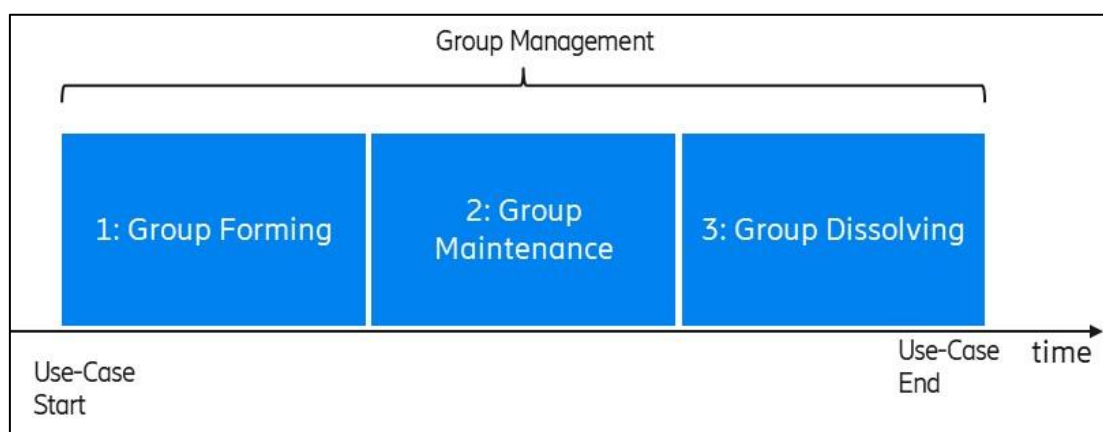 Group Management
1: Group Forming
2: Group
Maintenance
3: Group Dissolving
Use-Case
Start
Use-Case
End
time